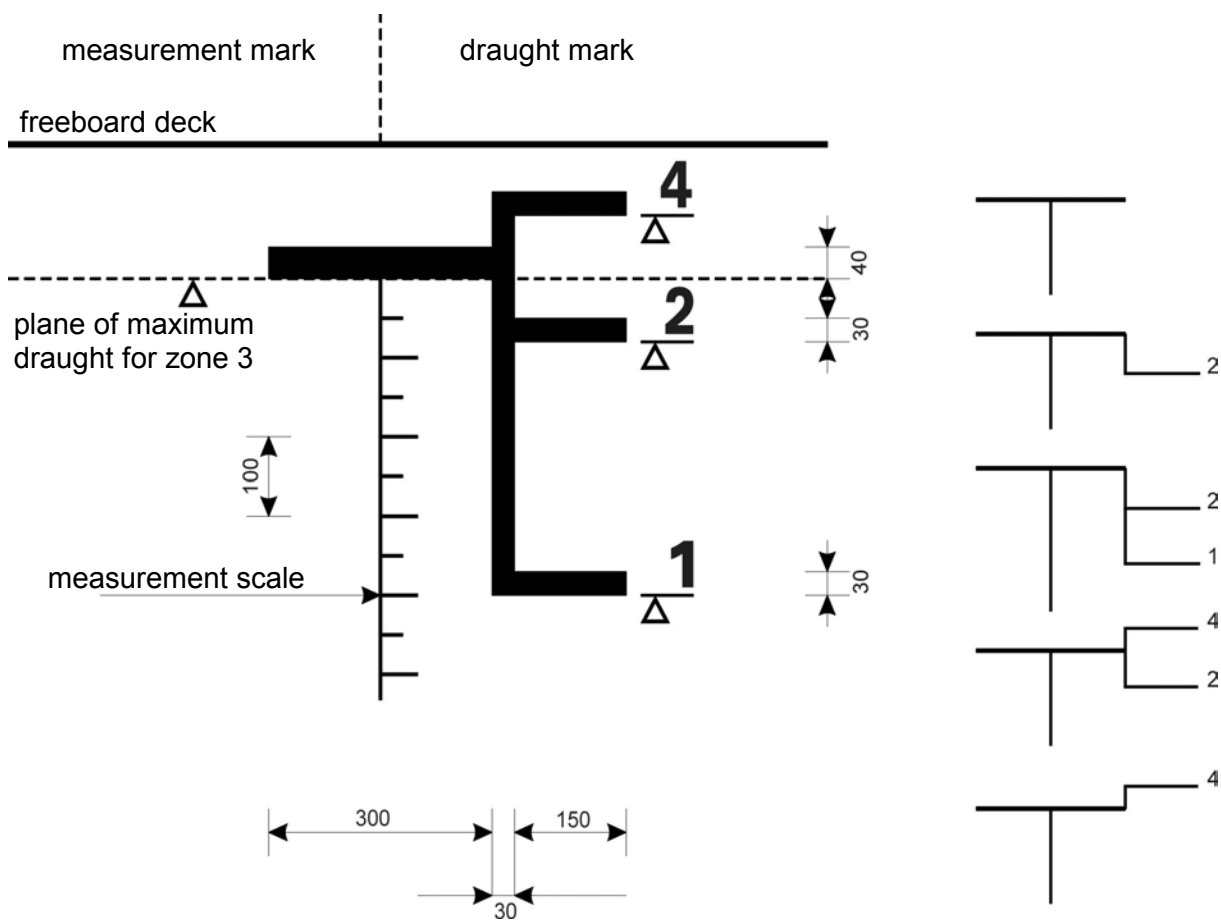 measurement mark
draught mark
freeboard deck
4
40
plane of maximum
draught for zone 3
2
30
100
measurement scale
1
30
300
150
30
2
2
1
4
2
4